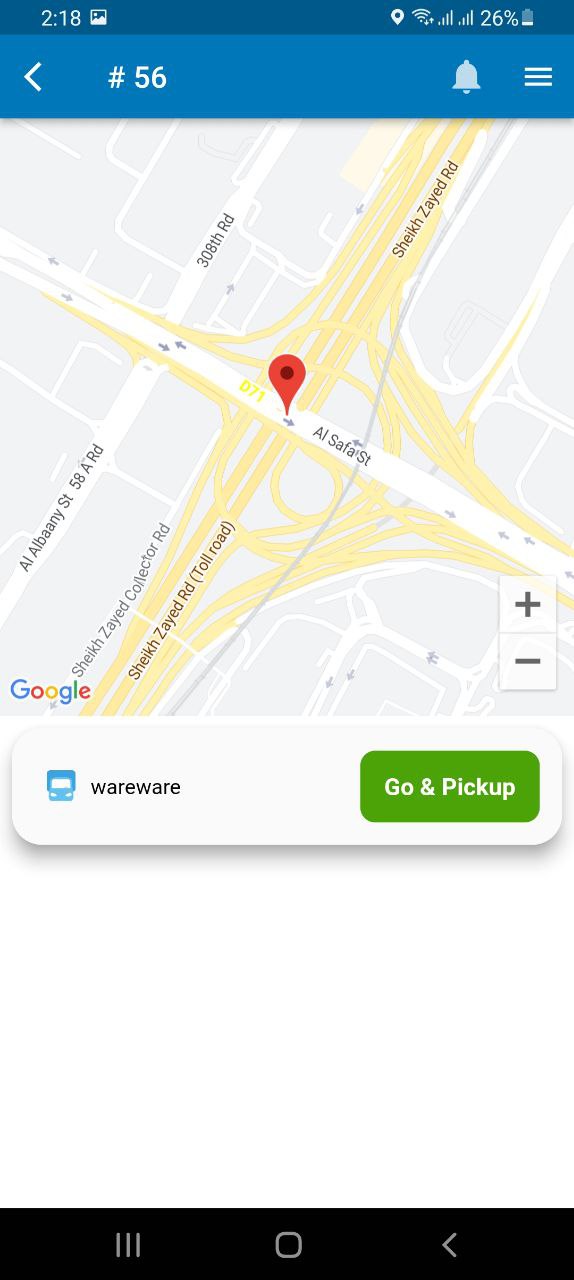 2:18
26%
# 56
Sheikh Zayed Rd
308th Rd
D71
Al Safa St
58 A Rd
Al Albaany St
Sheikh Zayed Collector Rd
Sheikh Zayed Rd (Toll road)
+
−
Google
wareware
Go & Pickup